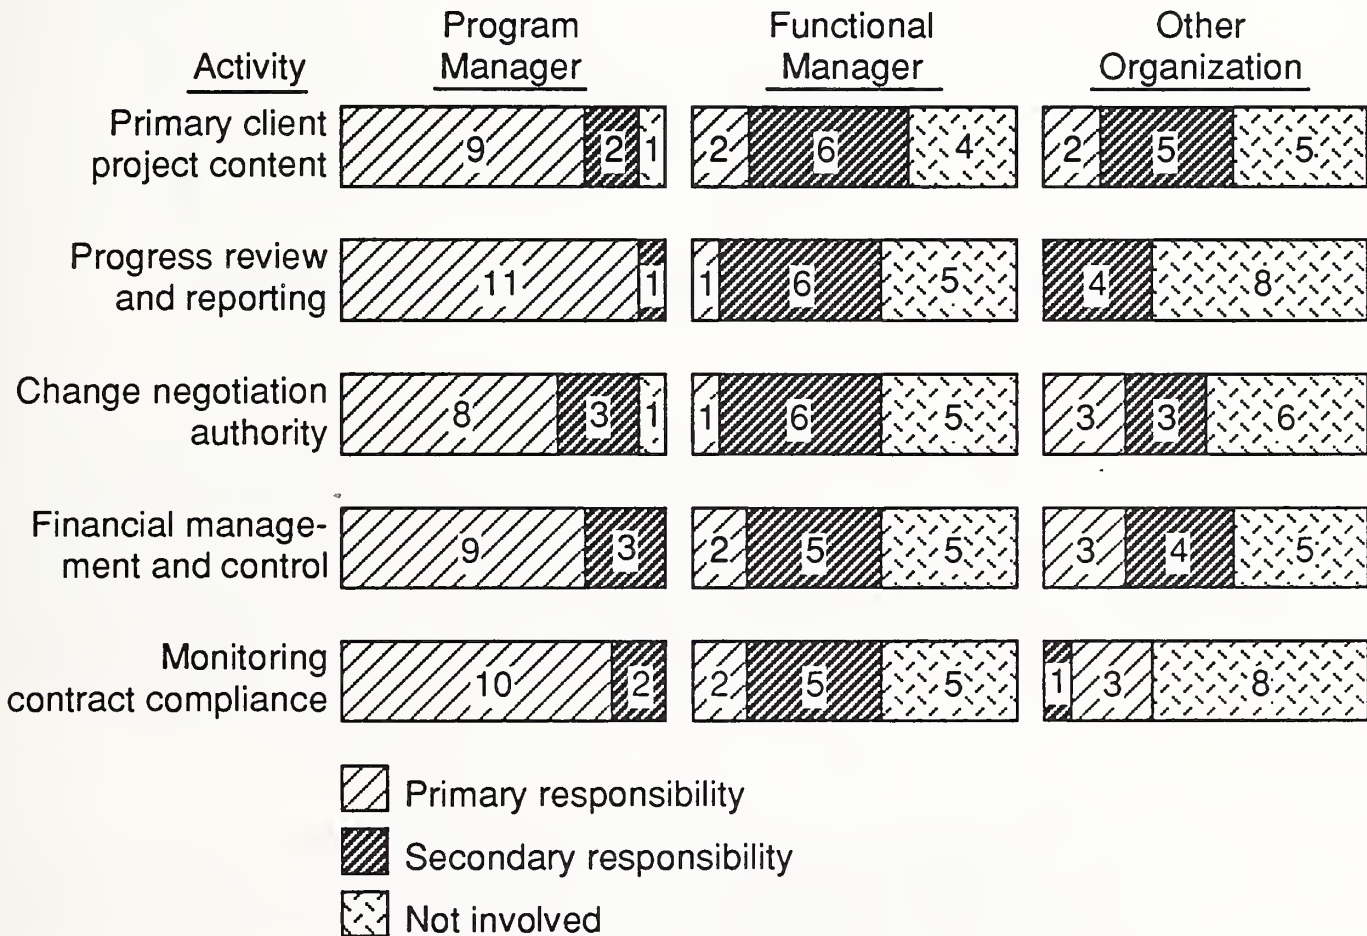 Program
Manager
Functional
Manager
Other
Organization
Activity
Primary client
project content
9 2 1 2 6 4 2 5 5
Progress review
and reporting
11 1 1 6 5 4 8
Change negotiation
authority
8 3 1 1 6 5 3 3 6
Financial manage-
ment and control
9 3 2 5 5 3 4 5
Monitoring
contract compliance
10 2 2 5 5 1 3 8
Primary responsibility
Secondary responsibility
Not involved